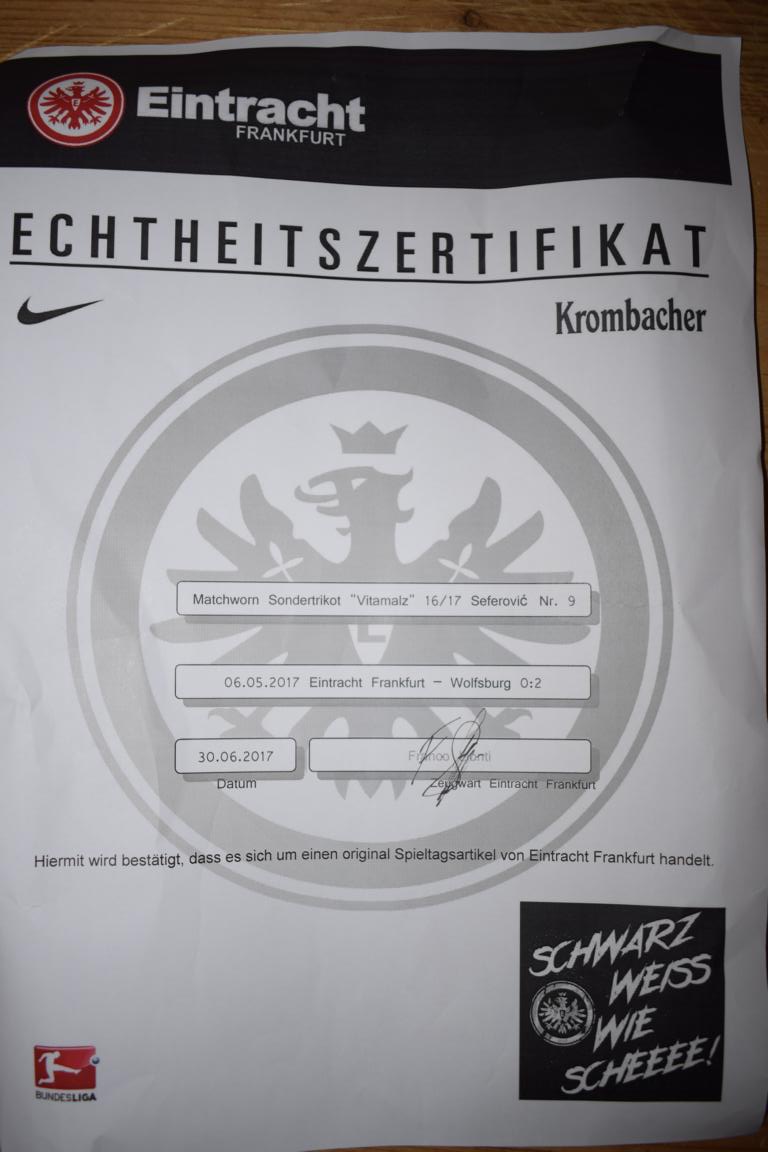 Eintracht
FRANKFURT
ECHTHEITSZERTIFIKAT
Krombacher
Matchworn Sondertrikot "Vitamalz" 16/17 Seferović Nr. 9
06.05.2017 Eintracht Frankfurt – Wolfsburg 0:2
30.06.2017
Datum
Zeugwart Eintracht Frankfurt
Hiermit wird bestätigt, dass es sich um einen original Spieltagsartikel von Eintracht Frankfurt handelt.
SCHWARZ
WEISS
WIE
SCHEEEE!
BUNDESLIGA